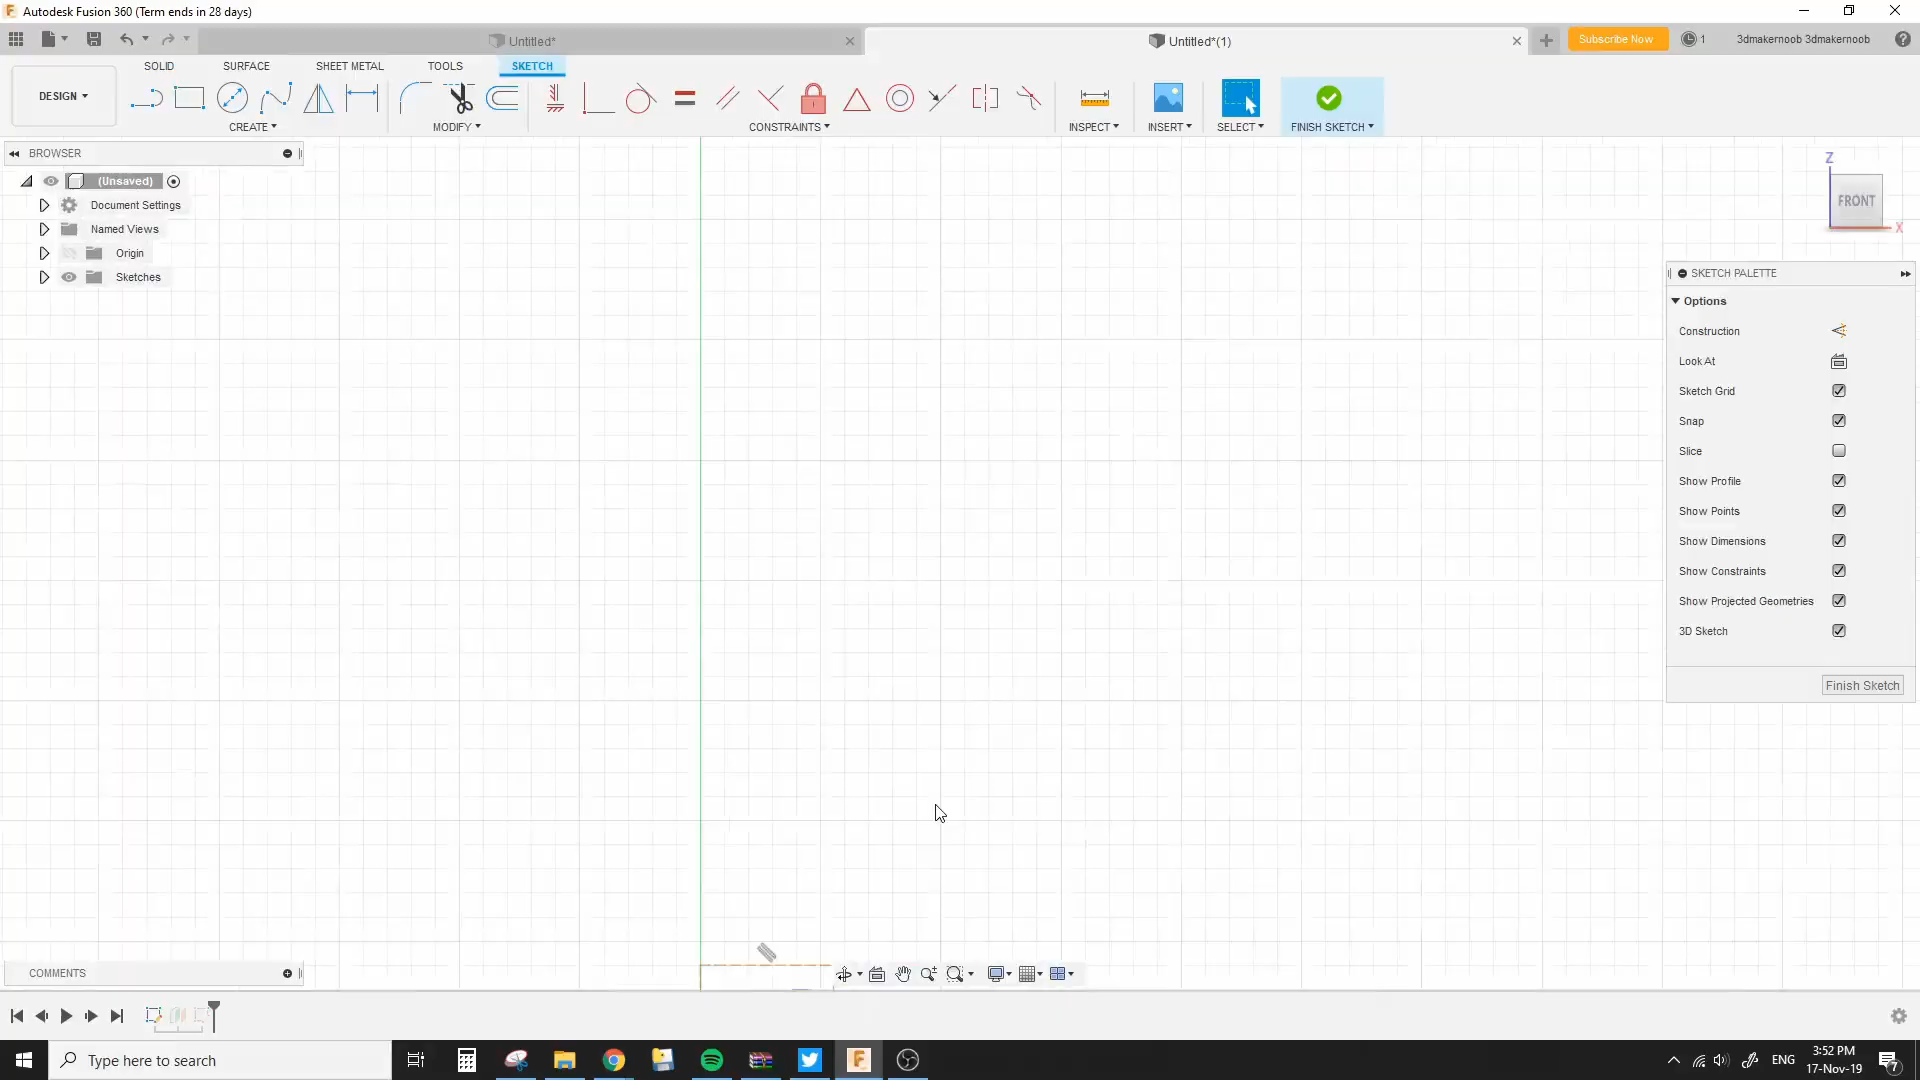 Autodesk Fusion 360 (Term ends in 28 days)
Untitled*
Untitled*(1)
Subscribe Now
1
3dmakernoob 3dmakernoob
DESIGN
SOLID
SURFACE
SHEET METAL
TOOLS
SKETCH
CREATE
MODIFY
CONSTRAINTS
INSPECT
INSERT
SELECT
FINISH SKETCH
BROWSER
(Unsaved)
Document Settings
Named Views
Origin
Sketches
Z
FRONT
X
SKETCH PALETTE
Options
Construction
Look At
Sketch Grid
Snap
Slice
Show Profile
Show Points
Show Dimensions
Show Constraints
Show Projected Geometries
3D Sketch
Finish Sketch
COMMENTS
Type here to search
ENG
3:52 PM
17-Nov-19
7